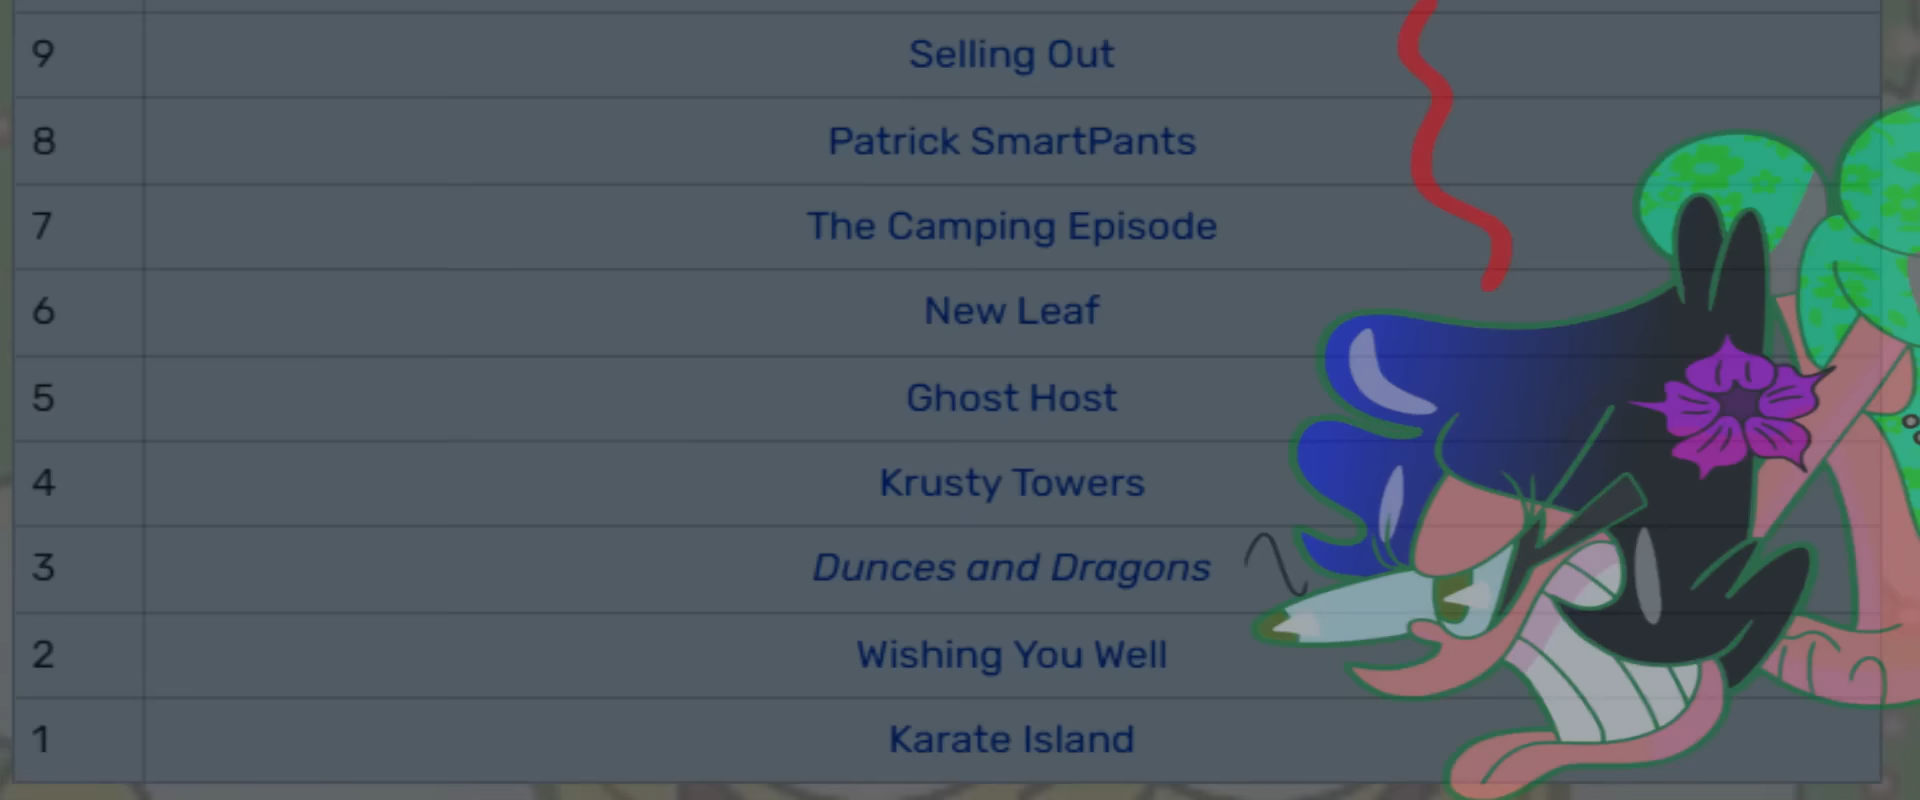 9 Selling Out
8 Patrick SmartPants
7 The Camping Episode
6 New Leaf
5 Ghost Host
4 Krusty Towers
3 Dunces and Dragons
2 Wishing You Well
1 Karate Island